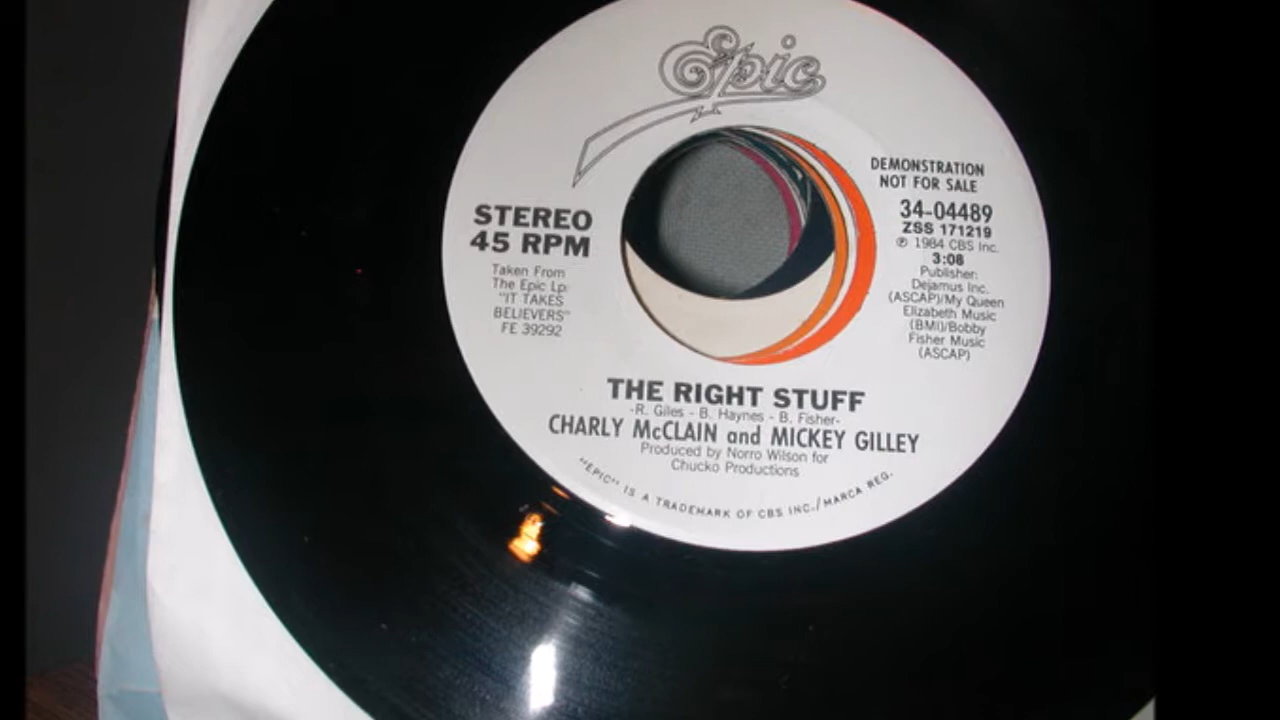 Epic
DEMONSTRATION
NOT FOR SALE
34-04489
ZSS 171219
℗ 1984 CBS Inc.
3:08
Publisher:
Dejamus Inc.
(ASCAP)/My Queen
Elizabeth Music
(BMI)/Bobby
Fisher Music
(ASCAP)
STEREO
45 RPM
Taken From
The Epic Lp:
"IT TAKES
BELIEVERS"
FE 39292
THE RIGHT STUFF
-R. Giles - B. Haynes - B. Fisher-
CHARLY McCLAIN and MICKEY GILLEY
Produced by Norro Wilson for
Chucko Productions
"EPIC" IS A TRADEMARK OF CBS INC./MARCA REG.